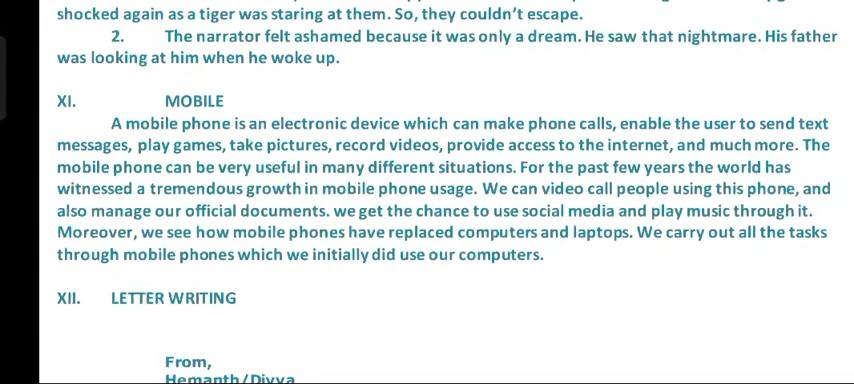 shocked again as a tiger was staring at them. So, they couldn't escape.
2. The narrator felt ashamed because it was only a dream. He saw that nightmare. His father
was looking at him when he woke up.
XI. MOBILE
A mobile phone is an electronic device which can make phone calls, enable the user to send text
messages, play games, take pictures, record videos, provide access to the internet, and much more. The
mobile phone can be very useful in many different situations. For the past few years the world has
witnessed a tremendous growth in mobile phone usage. We can video call people using this phone, and
also manage our official documents. we get the chance to use social media and play music through it.
Moreover, we see how mobile phones have replaced computers and laptops. We carry out all the tasks
through mobile phones which we initially did use our computers.
XII. LETTER WRITING
From,
Hemanth/Divya